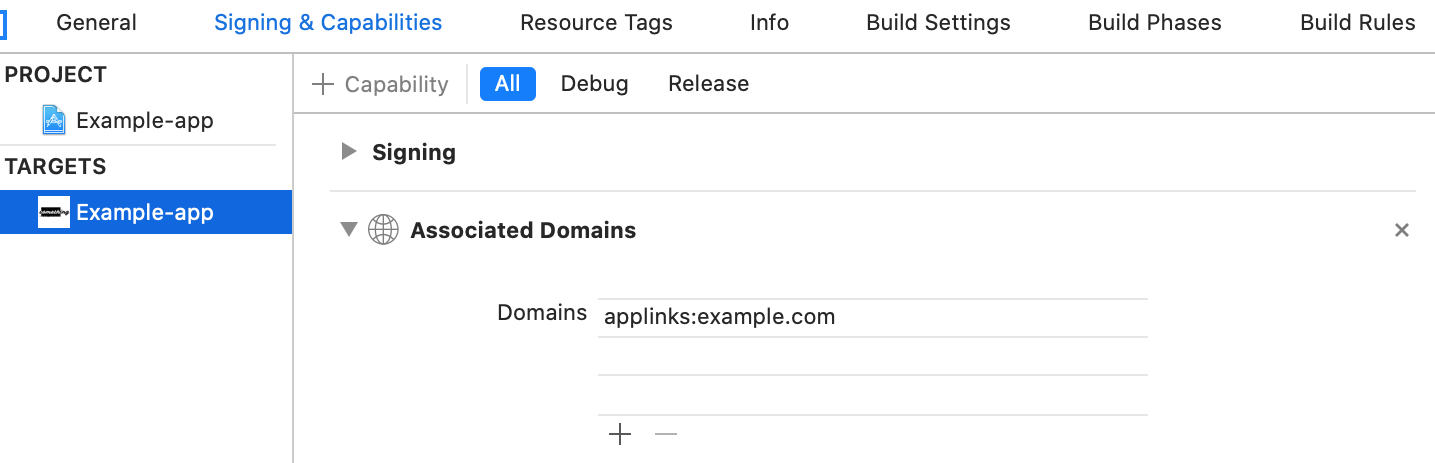 General Signing & Capabilities Resource Tags Info Build Settings Build Phases Build Rules
PROJECT
Example-app
TARGETS
something Example-app
+ Capability All Debug Release
Signing
Associated Domains ×
Domains applinks:example.com
+ —